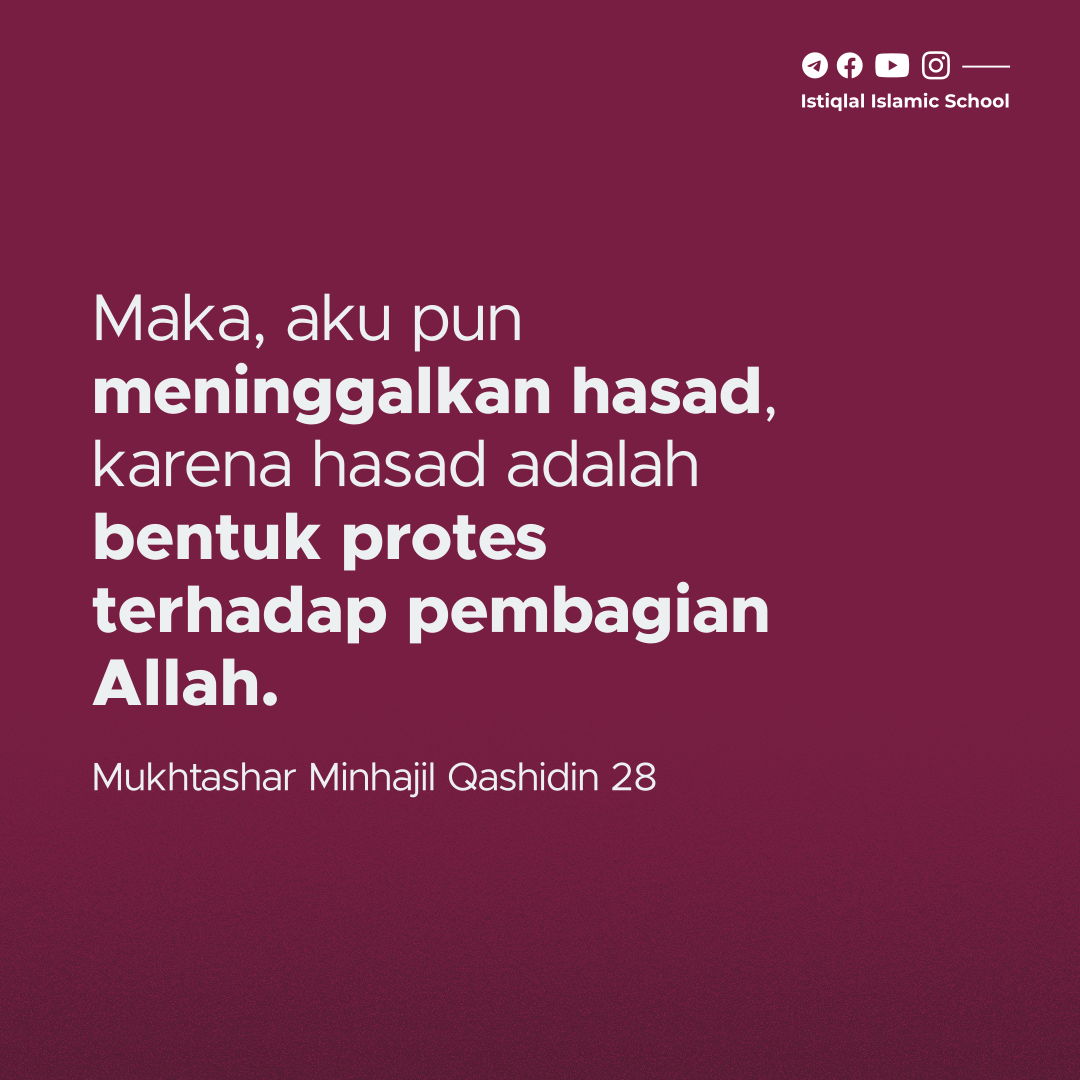 Istiqlal Islamic School
Maka, aku pun
meninggalkan hasad,
karena hasad adalah
bentuk protes
terhadap pembagian
Allah.
Mukhtashar Minhajil Qashidin 28